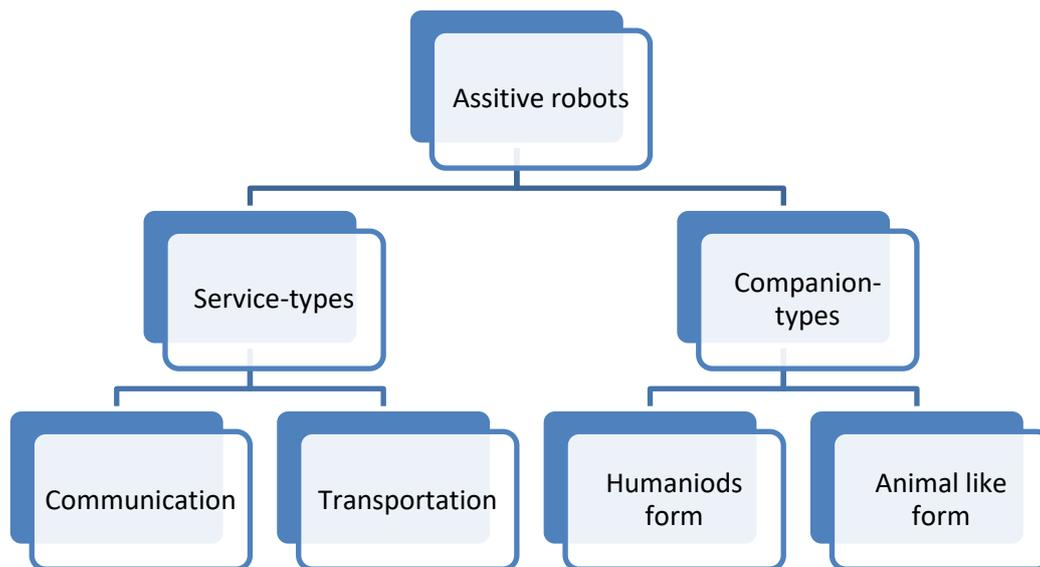 Assitive robots
Service-types
Companion-
types
Communication
Transportation
Humaniods
form
Animal like
form